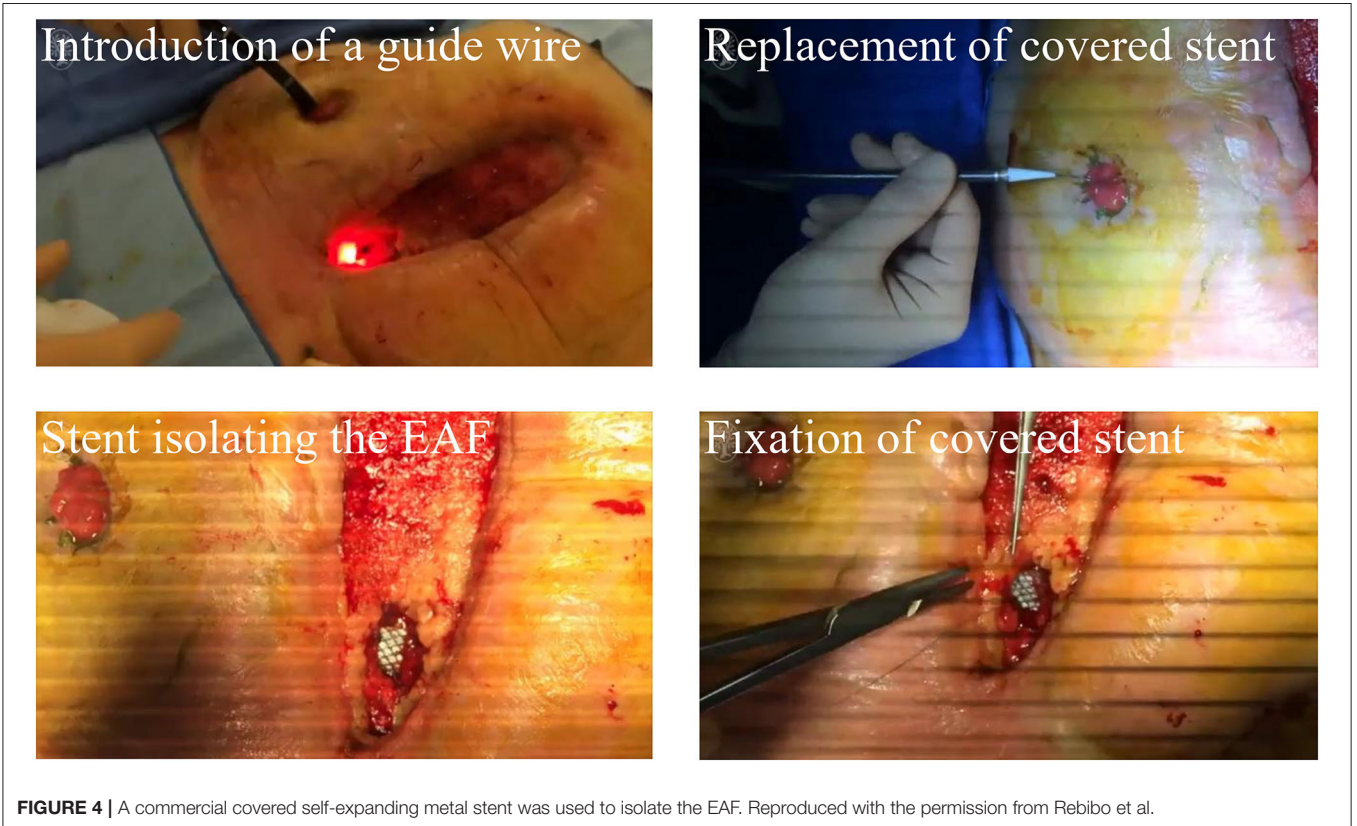 Introduction of a guide wire
Replacement of covered stent
Stent isolating the EAF
Fixation of covered stent
FIGURE 4 | A commercial covered self-expanding metal stent was used to isolate the EAF. Reproduced with the permission from Rebibo et al.